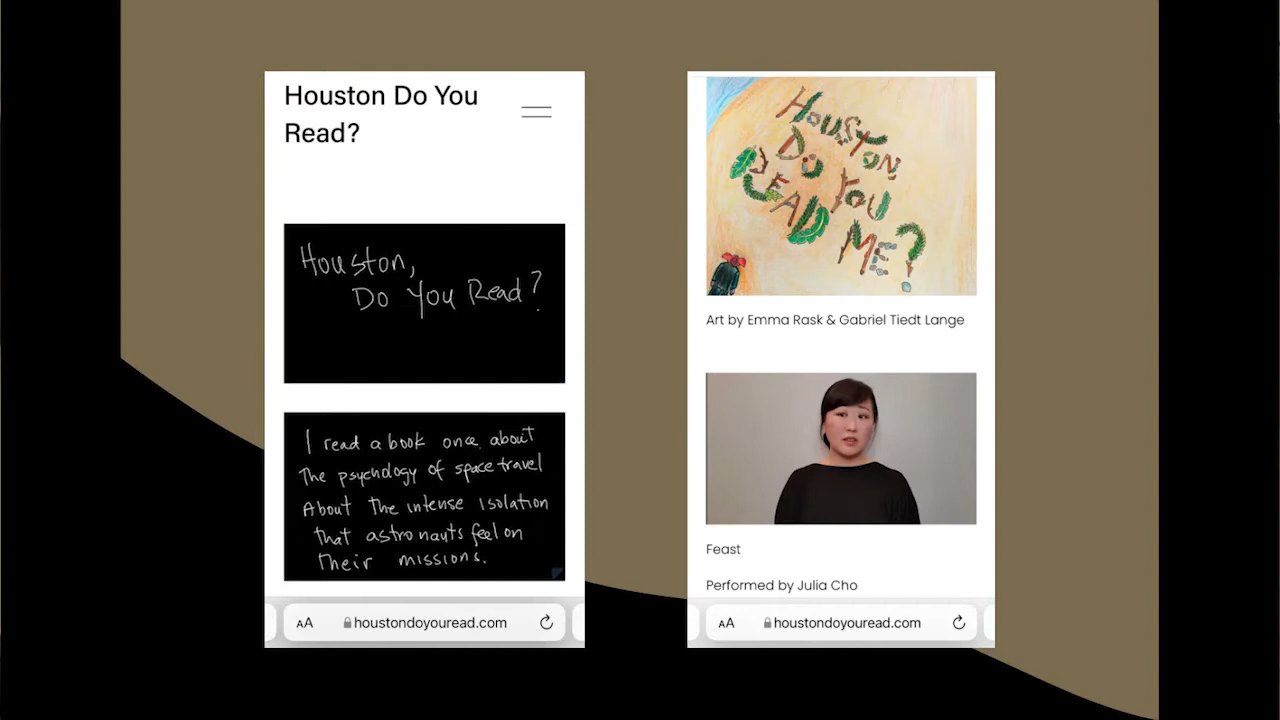 Houston Do You
Read?
Houston,
Do You Read?
I read a book once about
The psychology of space travel
About the intense isolation
that astronauts feel on
their missions.
AA houstondoyouread.com
HOUSTON,
DO YOU
READ ME?
Art by Emma Rask & Gabriel Tiedt Lange
Feast
Performed by Julia Cho
AA houstondoyouread.com